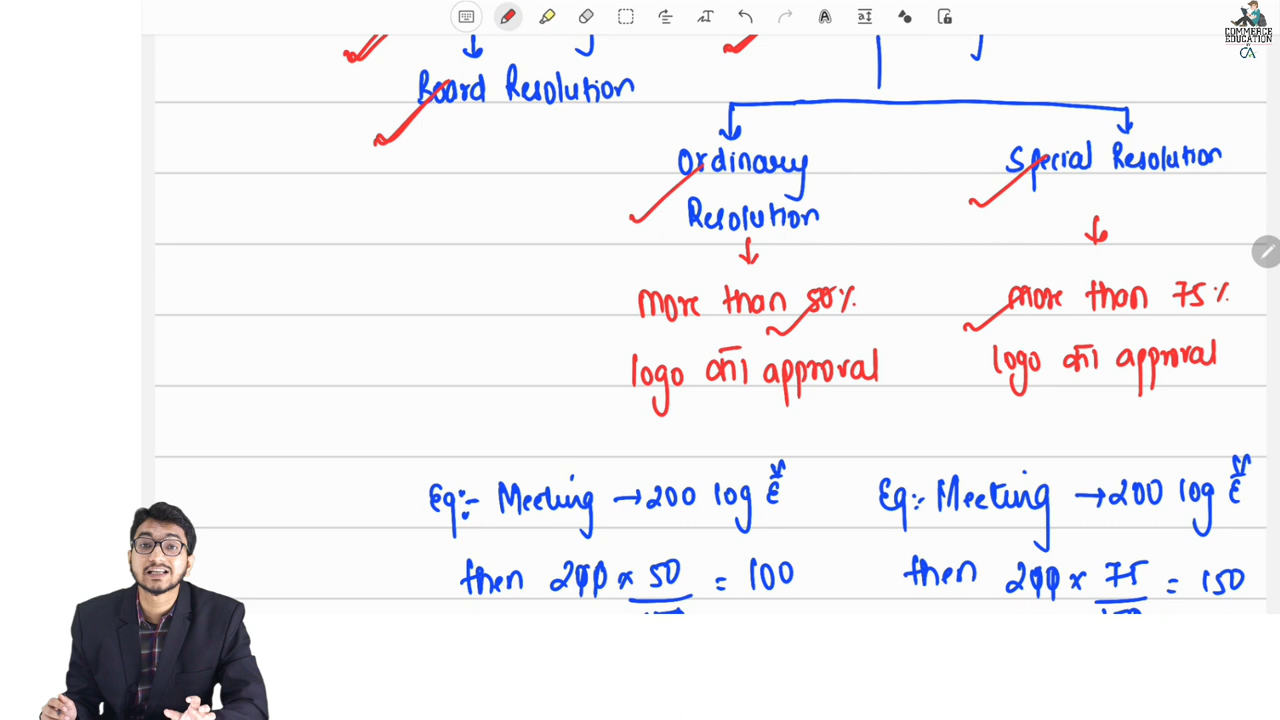 COMMERCE
EDUCATION
BY
CA
Board Resolution
Ordinary
Resolution
Special Resolution
More than 50%
logo की approval
more than 75%
logo की approval
Eg:- Meeting → 200 log है
then 200 × 50 = 100
Eg:- Meeting → 200 log है
then 200 × 75 = 150